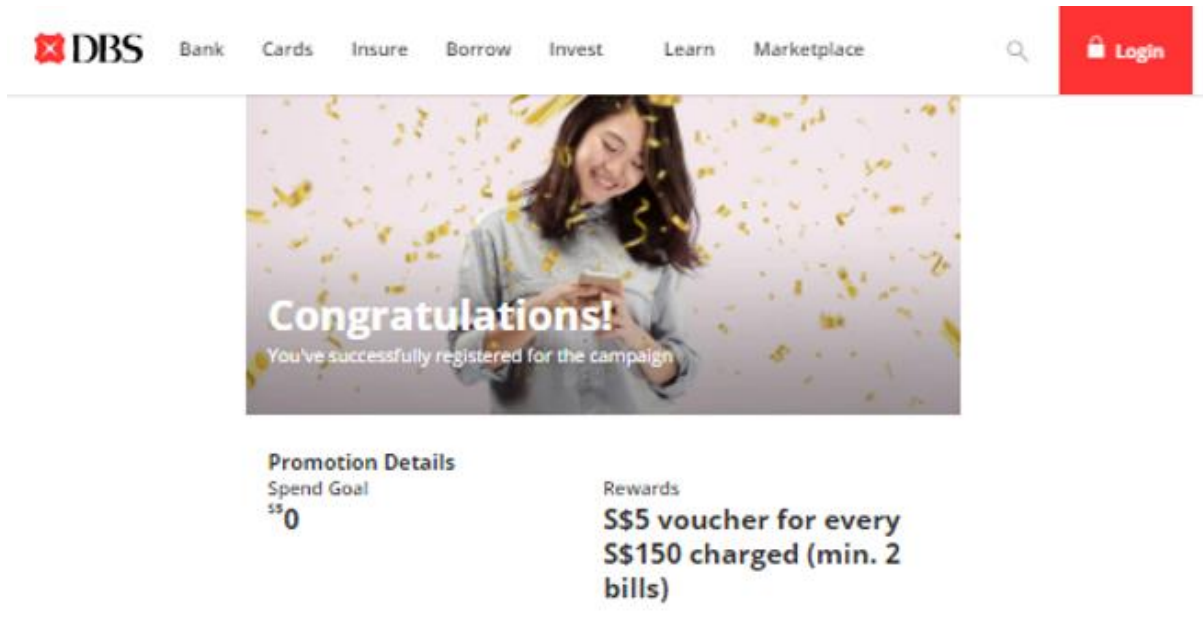 DBS Bank Cards Insure Borrow Invest Learn Marketplace Login
Congratulations!
You've successfully registered for the campaign
Promotion Details
Spend Goal
S$0
Rewards
S$5 voucher for every
S$150 charged (min. 2
bills)